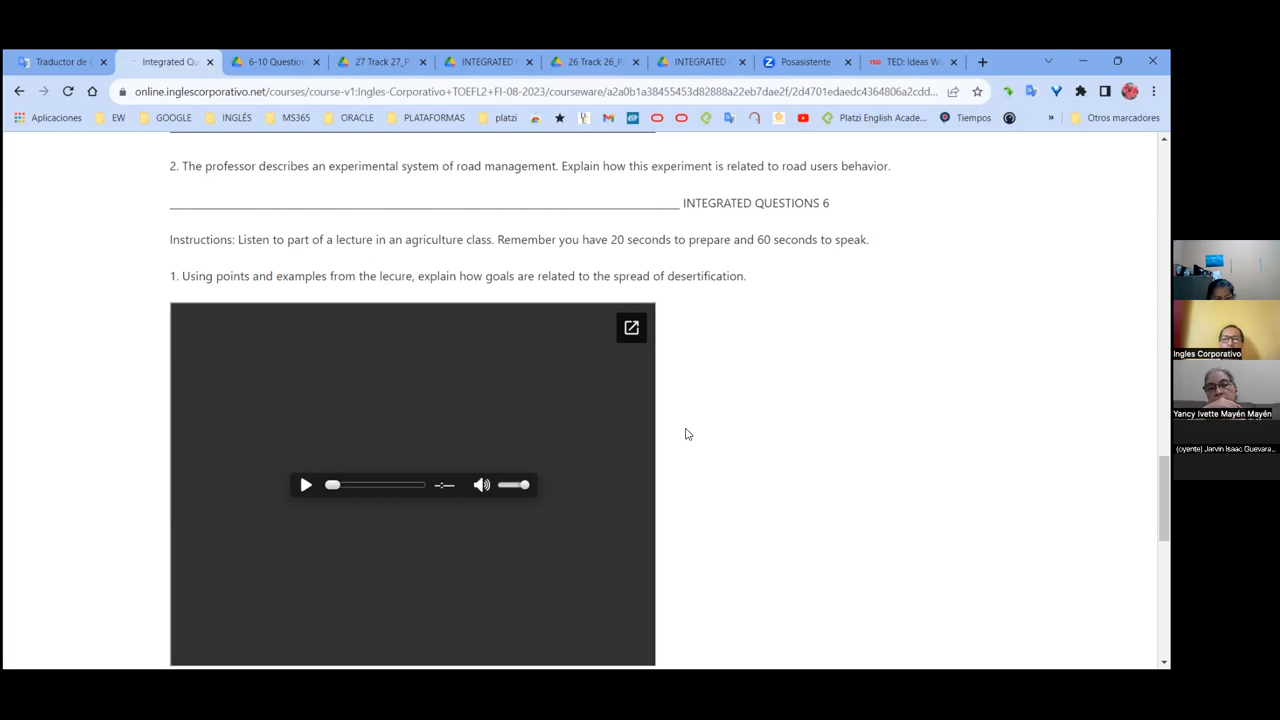 Traductor de
Integrated Qu
6-10 Question
27 Track 27_P
INTEGRATED
26 Track 26_P
INTEGRATED
Posasistente -
TED: Ideas Wo
online.inglescorporativo.net/courses/course-v1:Ingles-Corporativo+TOEFL2+FI-08-2023/courseware/a2a0b1a38455453d82888a22eb7dae2f/2d4701edaedc4364806a2cdd...
Aplicaciones
EW
GOOGLE
INGLÉS
MS365
ORACLE
PLATAFORMAS
platzi
Platzi English Acade...
Tiempos
»
Otros marcadores
2. The professor describes an experimental system of road management. Explain how this experiment is related to road users behavior.
INTEGRATED QUESTIONS 6
Instructions: Listen to part of a lecture in an agriculture class. Remember you have 20 seconds to prepare and 60 seconds to speak.
1. Using points and examples from the lecure, explain how goals are related to the spread of desertification.
-:--
Ingles Corporativo
Yancy Ivette Mayén Mayén
(oyente) Jarvin Isaac Guevara...